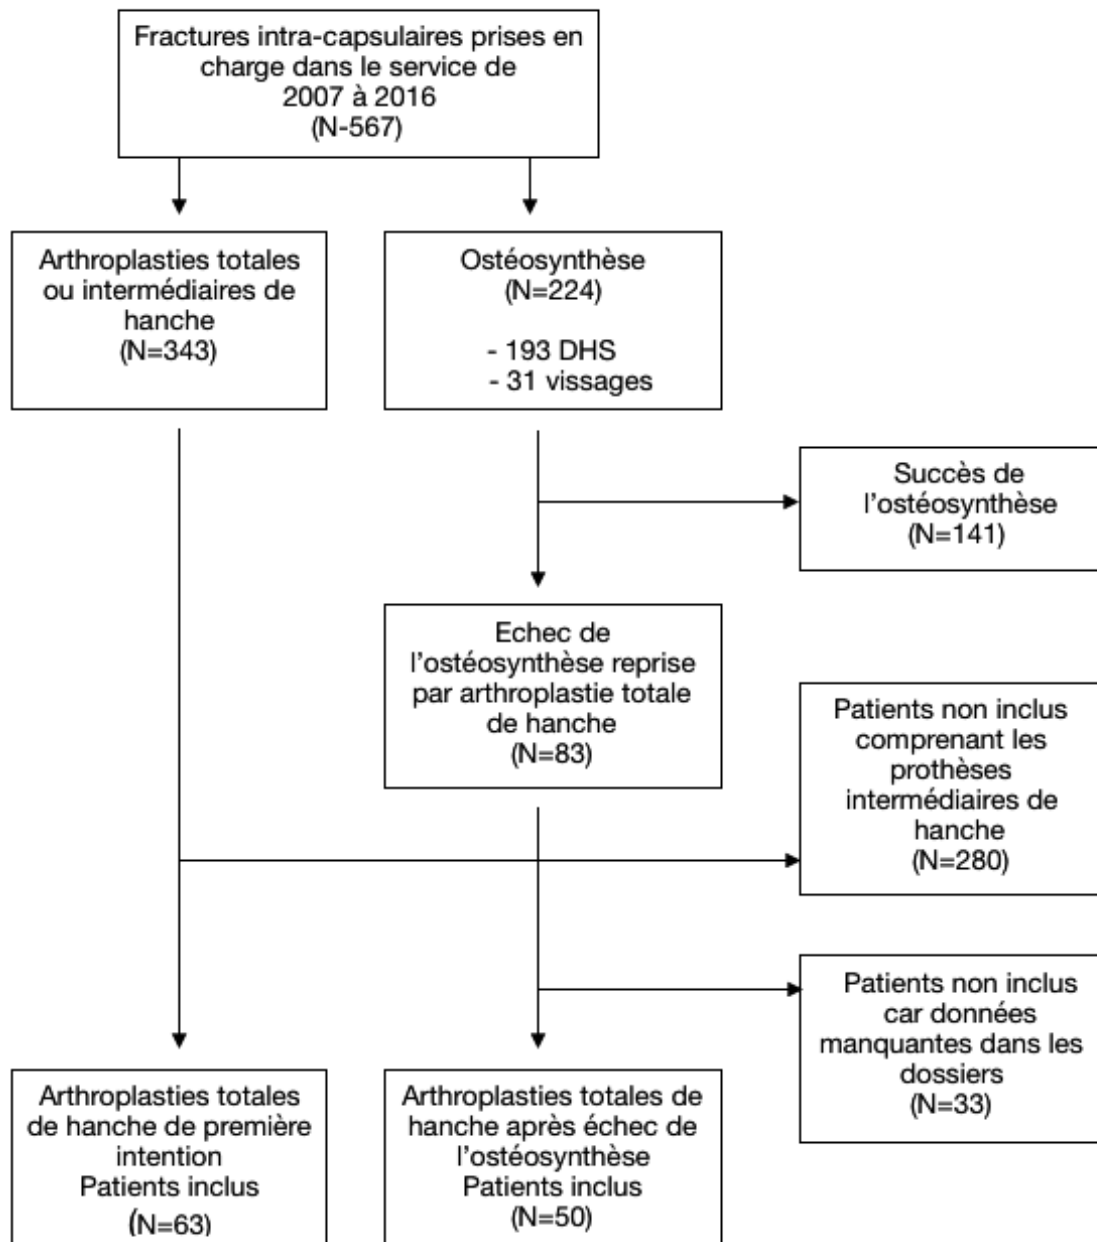 Fractures intra-capsulaires prises en
charge dans le service de
2007 à 2016
(N-567)
Arthroplasties totales
ou intermédiaires de
hanche
(N=343)
Ostéosynthèse
(N=224)
- 193 DHS
- 31 vissages
Succès de
l'ostéosynthèse
(N=141)
Echec de
l'ostéosynthèse reprise
par arthroplastie totale
de hanche
(N=83)
Patients non inclus
comprenant les
prothèses
intermédiaires de
hanche
(N=280)
Patients non inclus
car données
manquantes dans les
dossiers
(N=33)
Arthroplasties totales
de hanche de première
intention
Patients inclus
(N=63)
Arthroplasties totales de
hanche après échec de
l'ostéosynthèse
Patients inclus
(N=50)